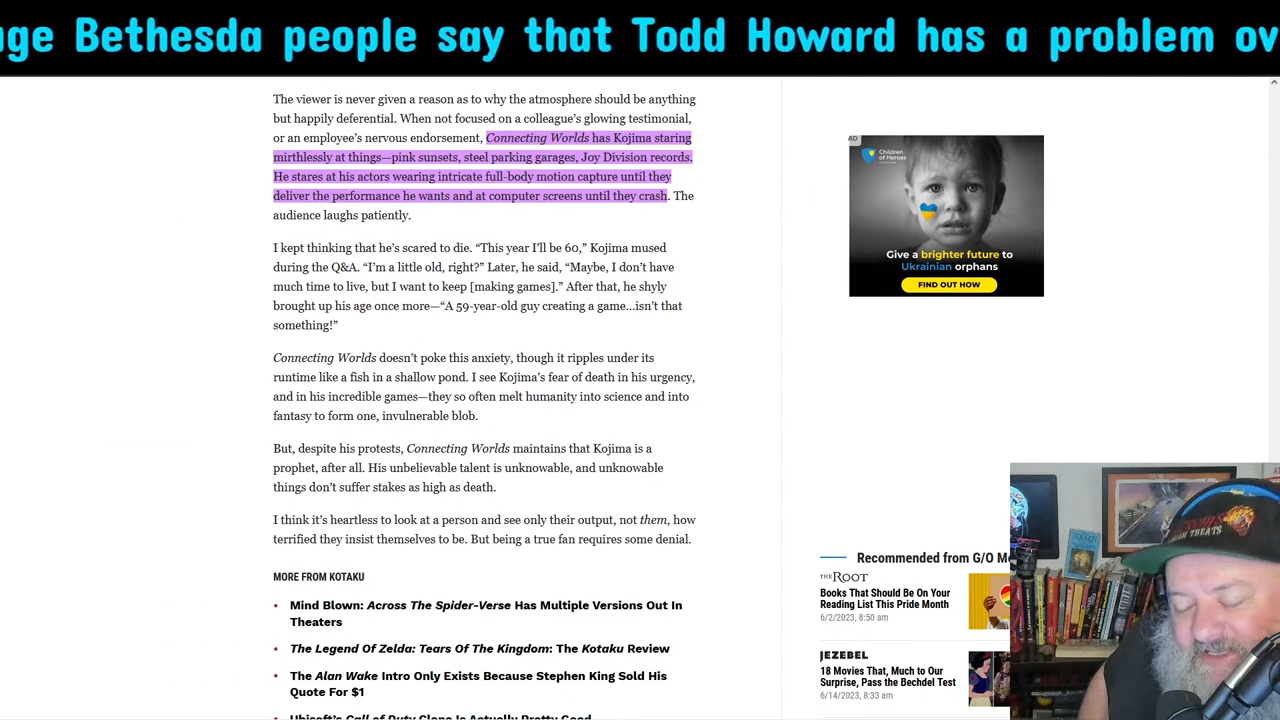 age Bethesda people say that Todd Howard has a problem ov
The viewer is never given a reason as to why the atmosphere should be anything
but happily deferential. When not focused on a colleague’s glowing testimonial,
or an employee’s nervous endorsement, Connecting Worlds has Kojima staring
mirthlessly at things—pink sunsets, steel parking garages, Joy Division records.
He stares at his actors wearing intricate full-body motion capture until they
deliver the performance he wants and at computer screens until they crash. The
audience laughs patiently.
I kept thinking that he’s scared to die. “This year I’ll be 60,” Kojima mused
during the Q&A. “I’m a little old, right?” Later, he said, “Maybe, I don’t have
much time to live, but I want to keep [making games].” After that, he shyly
brought up his age once more—“A 59-year-old guy creating a game…isn’t that
something!”
Connecting Worlds doesn’t poke this anxiety, though it ripples under its
runtime like a fish in a shallow pond. I see Kojima’s fear of death in his urgency,
and in his incredible games—they so often melt humanity into science and into
fantasy to form one, invulnerable blob.
But, despite his protests, Connecting Worlds maintains that Kojima is a
prophet, after all. His unbelievable talent is unknowable, and unknowable
things don’t suffer stakes as high as death.
I think it’s heartless to look at a person and see only their output, not them, how
terrified they insist themselves to be. But being a true fan requires some denial.
MORE FROM KOTAKU
• Mind Blown: Across The Spider-Verse Has Multiple Versions Out In
Theaters
• The Legend Of Zelda: Tears Of The Kingdom: The Kotaku Review
• The Alan Wake Intro Only Exists Because Stephen King Sold His
Quote For $1
• Ubisoft’s Call of Duty Clone Is Actually Pretty Good
AD
Children
of Heroes
Give a brighter future to
Ukrainian orphans
FIND OUT HOW
Recommended from G/O Me
THE ROOT
Books That Should Be On Your
Reading List This Pride Month
6/2/2023, 8:50 am
JEZEBEL
18 Movies That, Much to Our
Surprise, Pass the Bechdel Test
6/14/2023, 8:33 am
TREATS
TOLKIEN